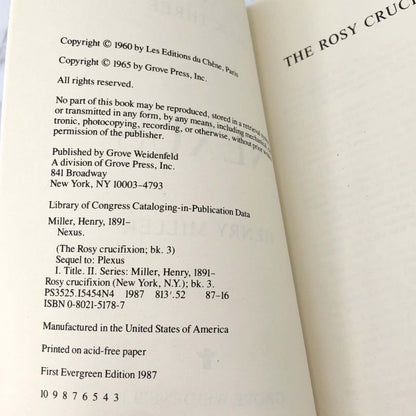 Copyright © 1960 by Les Editions du Chêne, Paris
Copyright © 1965 by Grove Press, Inc.
All rights reserved.
No part of this book may be reproduced, stored in a retrieval
or transmitted in any form, by any means, including mechanical,
tronic, photocopying, recording, or otherwise, without prior
permission of the publisher.
Published by Grove Weidenfeld
A division of Grove Press, Inc.
841 Broadway
New York, NY 10003-4793
Library of Congress Cataloging-in-Publication Data
Miller, Henry, 1891–
Nexus.
(The Rosy crucifixion; bk. 3)
Sequel to: Plexus
I. Title. II. Series: Miller, Henry, 1891–
Rosy crucifixion (New York, N.Y.); bk. 3.
PS3525.I5454N4 1987 813'.52 87-16
ISBN 0-8021-5178-7
Manufactured in the United States of America
Printed on acid-free paper
First Evergreen Edition 1987
10 9 8 7 6 5 4 3
THE ROSY CRUCI